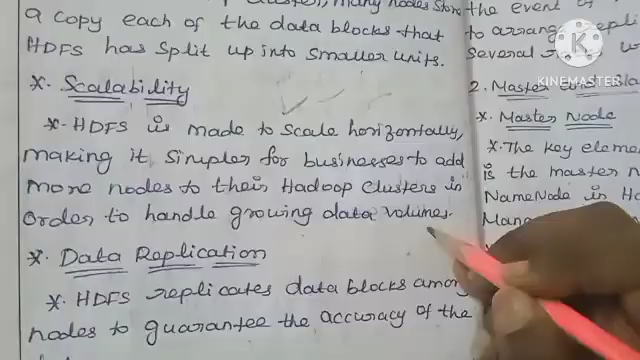 a copy each of the data blocks that
HDFS has split up into smaller units.
*. Scalability
*. HDFS is made to scale horizontally,
making it simpler for businesses to add
more nodes to their Hadoop clusters in
order to handle growing data volumes.
*. Data Replication
*. HDFS replicates data blocks among
nodes to guarantee the accuracy of the
the event of
to arrange
several
2. Master
*. Master Node
*. The key eleme
is the master
NameNode in
KINEMASTER